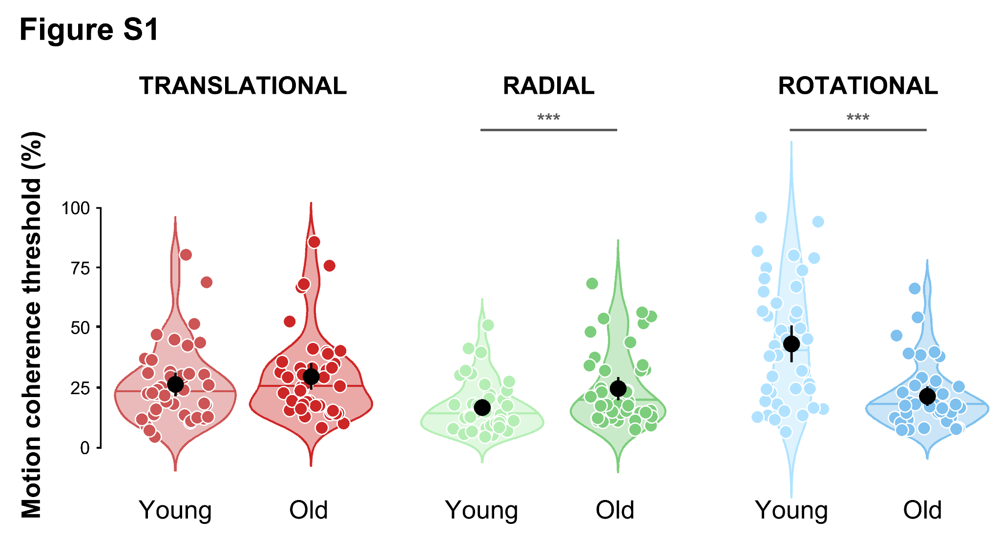 Figure S1
TRANSLATIONAL
RADIAL
ROTATIONAL
***
***
Motion coherence threshold (%)
100
75
50
25
0
Young
Old
Young
Old
Young
Old